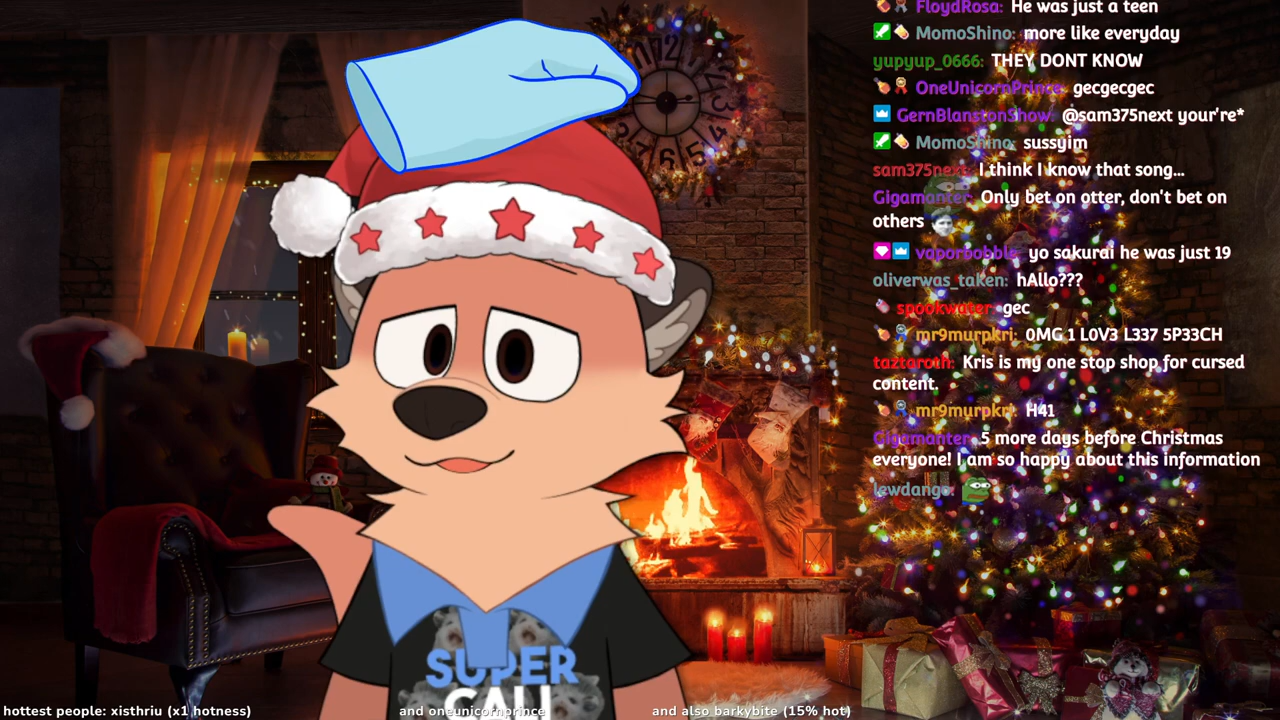 FloydRosa: He was just a teen
MomoShino: more like everyday
yupyup_0666: THEY DONT KNOW
OneUnicornPrince: gecgecgec
GernBlanstonShow: @sam375next your're*
MomoShino: sussyim
sam375next: I think I know that song...
Gigamanter: Only bet on otter, don't bet on
others
vaporbobble: yo sakurai he was just 19
oliverwas_taken: hAllo???
spookwater: gec
mr9murpkri: 0MG 1 L0V3 L337 5P33CH
taztaroth: Kris is my one stop shop for cursed
content.
mr9murpkri: H41
Gigamanter: 5 more days before Christmas
everyone! I am so happy about this information
lewdango:
SUPER
CALI
hottest people: xisthriu (x1 hotness) and oneunicornprince and also barkybite (15% hot)